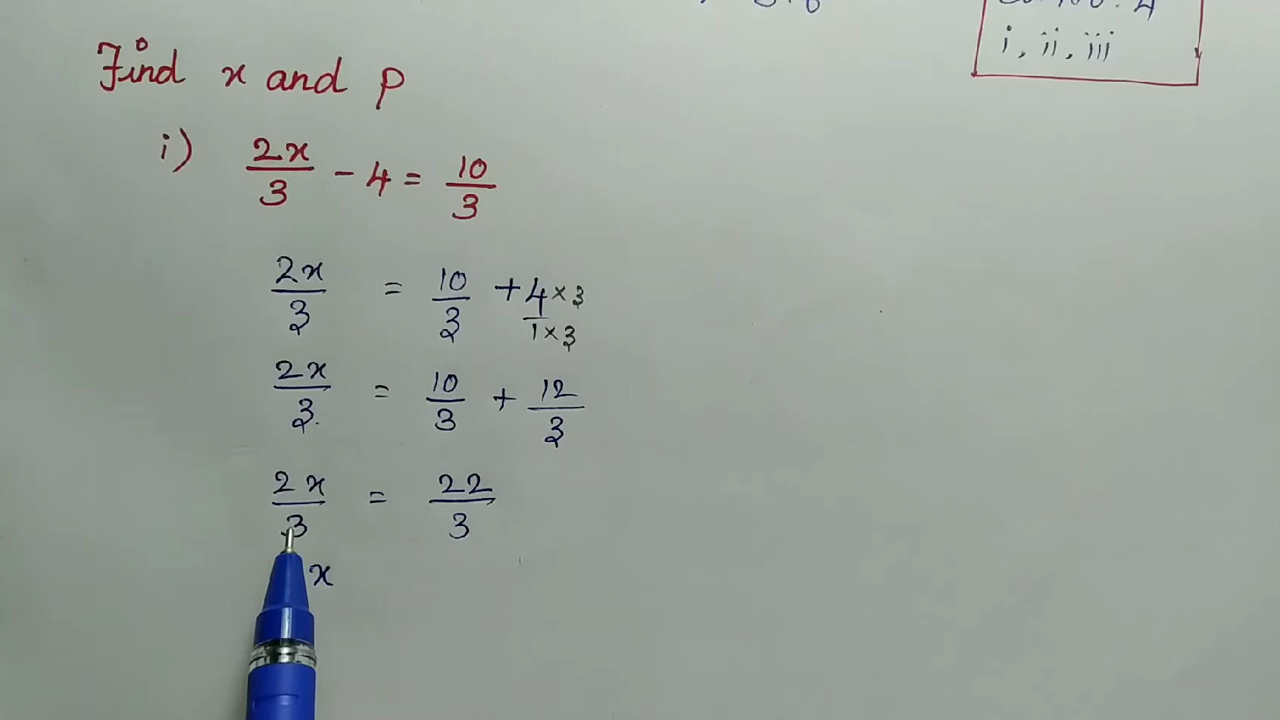 i, ii, iii
Find x and p
i) 2x/3 - 4 = 10/3
2x/3 = 10/3 + 4×3/1×3
2x/3 = 10/3 + 12/3
2x/3 = 22/3
x